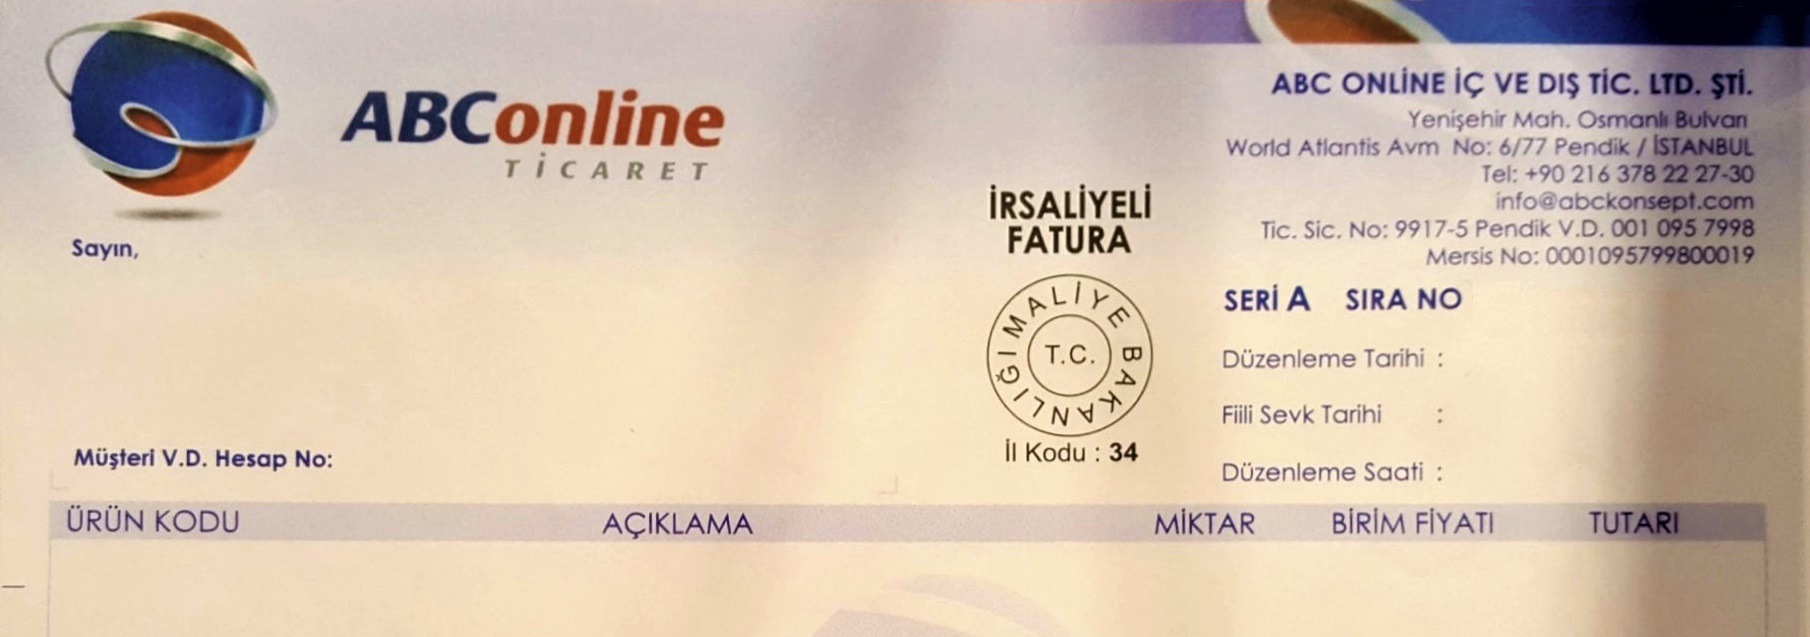 ABConline
TİCARET
ABC ONLINE İÇ VE DIŞ TİC. LTD. ŞTİ.
Yenişehir Mah. Osmanlı Bulvarı
World Atlantis Avm No: 6/77 Pendik / İSTANBUL
Tel: +90 216 378 22 27-30
info@abckonsept.com
Tic. Sic. No: 9917-5 Pendik V.D. 001 095 7998
Mersis No: 0001095799800019
Sayın,
İRSALİYELİ
FATURA
MALİYE BAKANLIĞI
T.C.
İl Kodu : 34
SERİ A SIRA NO
Düzenleme Tarihi :
Fiili Sevk Tarihi :
Düzenleme Saati :
Müşteri V.D. Hesap No:
ÜRÜN KODU AÇIKLAMA MİKTAR BİRİM FİYATI TUTARI